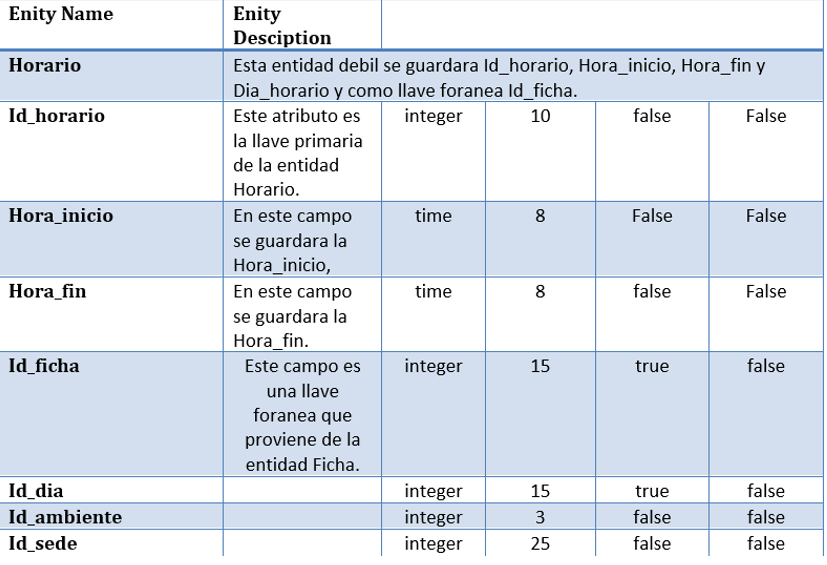 Enity Name
Enity
Desciption
Horario
Esta entidad debil se guardara Id_horario, Hora_inicio, Hora_fin y
Dia_horario y como llave foranea Id_ficha.
Id_horario
Este atributo es
la llave primaria
de la entidad
Horario.
integer
10
false
False
Hora_inicio
En este campo
se guardara la
Hora_inicio,
time
8
False
False
Hora_fin
En este campo
se guardara la
Hora_fin.
time
8
false
False
Id_ficha
Este campo es
una llave
foranea que
proviene de la
entidad Ficha.
integer
15
true
false
Id_dia
integer
15
true
false
Id_ambiente
integer
3
false
false
Id_sede
integer
25
false
false